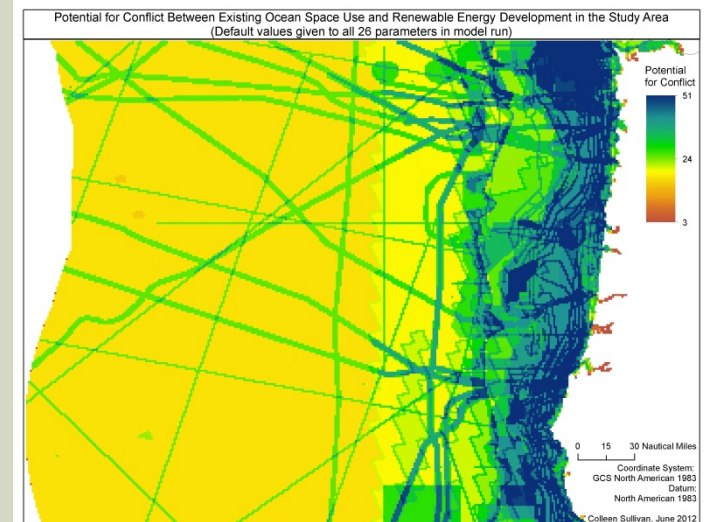 Potential for Conflict Between Existing Ocean Space Use and Renewable Energy Development in the Study Area
(Default values given to all 26 parameters in model run)
Potential
for Conflict
51
24
3
0 15 30 Nautical Miles
Coordinate System:
GCS North American 1983
Datum:
North American 1983
Colleen Sullivan, June 2012